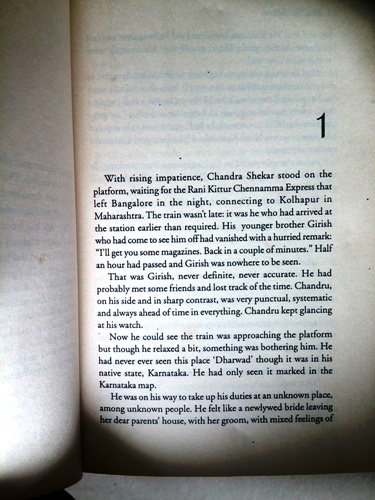 1
With rising impatience, Chandra Shekar stood on the
platform, waiting for the Rani Kittur Chennamma Express that
left Bangalore in the night, connecting to Kolhapur in
Maharashtra. The train wasn't late: it was he who had arrived at
the station earlier than required. His younger brother Girish
who had come to see him off had vanished with a hurried remark:
"I'll get you some magazines. Back in a couple of minutes." Half
an hour had passed and Girish was nowhere to be seen.
That was Girish, never definite, never accurate. He had
probably met some friends and lost track of the time. Chandru,
on his side and in sharp contrast, was very punctual, systematic
and always ahead of time in everything. Chandru kept glancing
at his watch.
Now he could see the train was approaching the platform
but though he relaxed a bit, something was bothering him. He
had never ever seen this place 'Dharwad' though it was in his
native state, Karnataka. He had only seen it marked in the
Karnataka map.
He was on his way to take up his duties at an unknown place,
among unknown people. He felt like a newlywed bride leaving
her dear parents' house, with her groom, with mixed feelings of